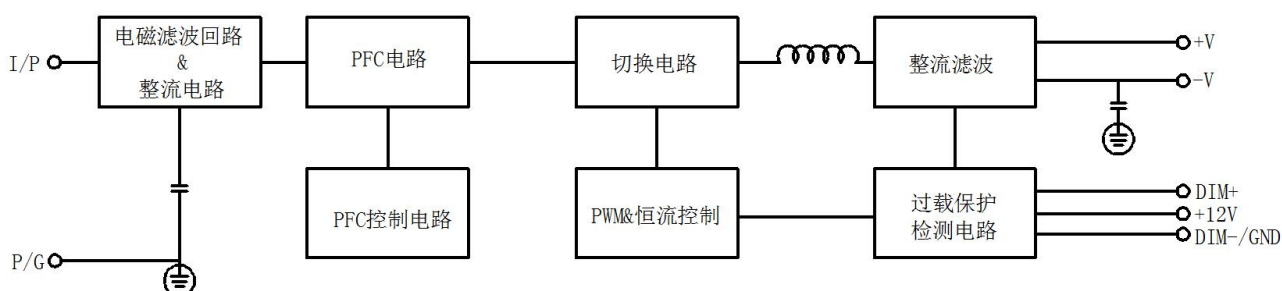 I/P
电磁滤波回路
&
整流电路
PFC电路
切换电路
整流滤波
+V
-V
PFC控制电路
PWM&恒流控制
过载保护
检测电路
DIM+
+12V
DIM-/GND
P/G